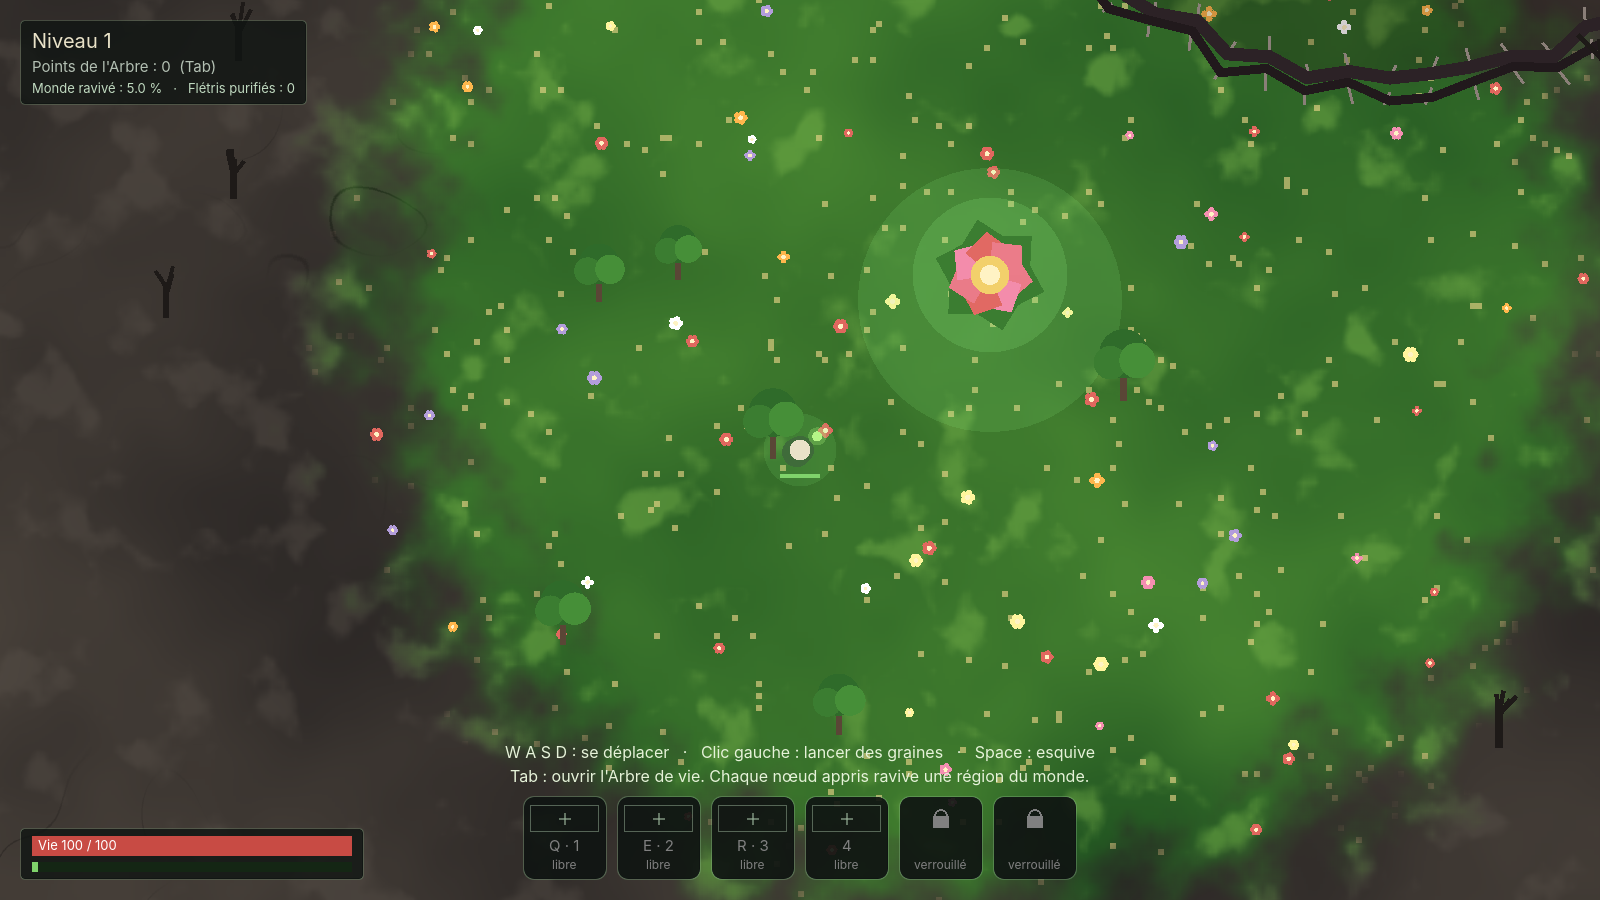 Niveau 1
Points de l'Arbre : 0 (Tab)
Monde ravivé : 5.0 % · Flétris purifiés : 0
W A S D : se déplacer · Clic gauche : lancer des graines · Space : esquive
Tab : ouvrir l'Arbre de vie. Chaque nœud appris ravive une région du monde.
Q · 1
libre
E · 2
libre
R · 3
libre
4
libre
verrouillé
verrouillé
Vie 100 / 100